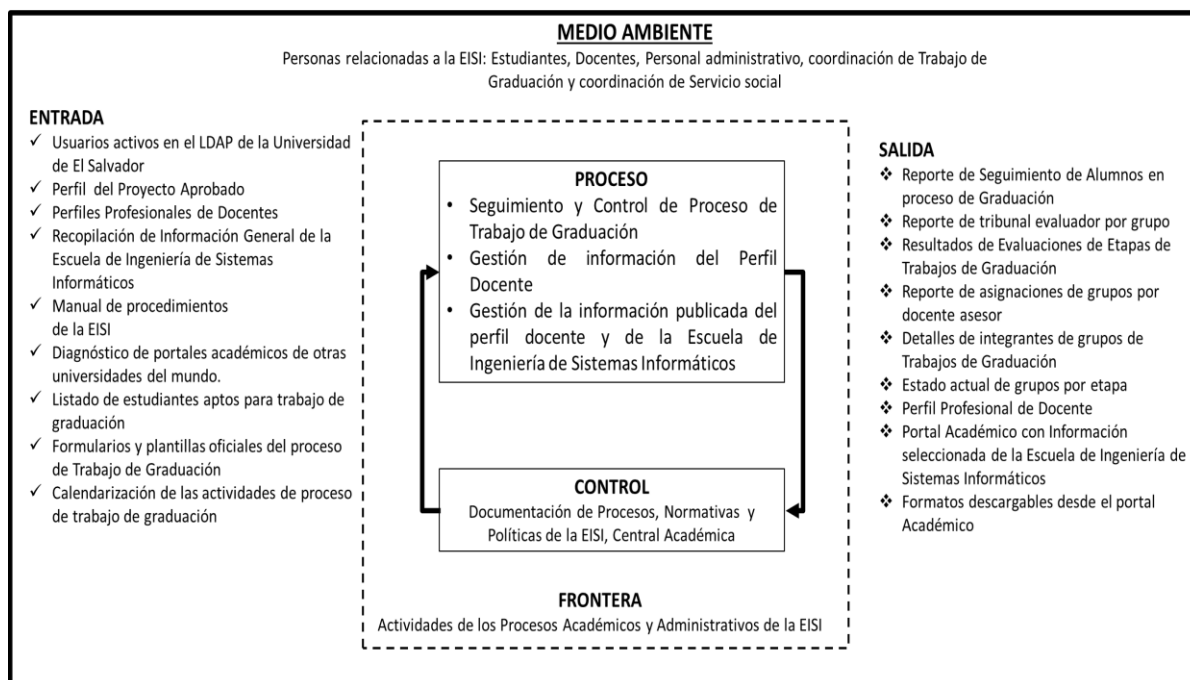 MEDIO AMBIENTE
Personas relacionadas a la EISI: Estudiantes, Docentes, Personal administrativo, coordinación de Trabajo de
Graduación y coordinación de Servicio social
ENTRADA
✓ Usuarios activos en el LDAP de la Universidad
de El Salvador
✓ Perfil del Proyecto Aprobado
✓ Perfiles Profesionales de Docentes
✓ Recopilación de Información General de la
Escuela de Ingeniería de Sistemas
Informáticos
✓ Manual de procedimientos
de la EISI
✓ Diagnóstico de portales académicos de otras
universidades del mundo.
✓ Listado de estudiantes aptos para trabajo de
graduación
✓ Formularios y plantillas oficiales del proceso
de Trabajo de Graduación
✓ Calendarización de las actividades de proceso
de trabajo de graduación
PROCESO
• Seguimiento y Control de Proceso de
Trabajo de Graduación
• Gestión de información del Perfil
Docente
• Gestión de la información publicada del
perfil docente y de la Escuela de
Ingeniería de Sistemas Informáticos
CONTROL
Documentación de Procesos, Normativas y
Políticas de la EISI, Central Académica
FRONTERA
Actividades de los Procesos Académicos y Administrativos de la EISI
SALIDA
❖ Reporte de Seguimiento de Alumnos en
proceso de Graduación
❖ Reporte de tribunal evaluador por grupo
❖ Resultados de Evaluaciones de Etapas de
Trabajos de Graduación
❖ Reporte de asignaciones de grupos por
docente asesor
❖ Detalles de integrantes de grupos de
Trabajos de Graduación
❖ Estado actual de grupos por etapa
❖ Perfil Profesional de Docente
❖ Portal Académico con Información
seleccionada de la Escuela de Ingeniería de
Sistemas Informáticos
❖ Formatos descargables desde el portal
Académico